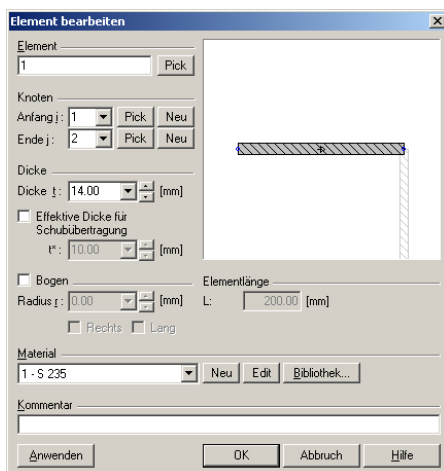 Element bearbeiten
Element
1 Pick
Knoten
Anfang j: 1 Pick Neu
Ende j: 2 Pick Neu
Dicke
Dicke t: 14.00 [mm]
Effektive Dicke für
Schubübertragung
t*: 10.00 [mm]
Bogen
Radius r: 0.00 [mm]
Rechts Lang
Elementlänge
L: 200.00 [mm]
Material
1 - S 235 Neu Edit Bibliothek...
Kommentar
Anwenden OK Abbruch Hilfe